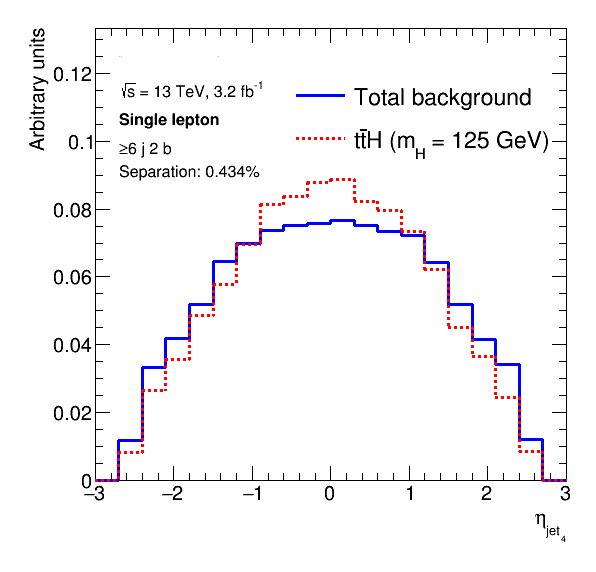 Arbitrary units
0.12
0.1
0.08
0.06
0.04
0.02
0
√s = 13 TeV, 3.2 fb⁻¹
Single lepton
≥6 j 2 b
Separation: 0.434%
Total background
tt̄H (m_H = 125 GeV)
−3 −2 −1 0 1 2 3
η_jet_4